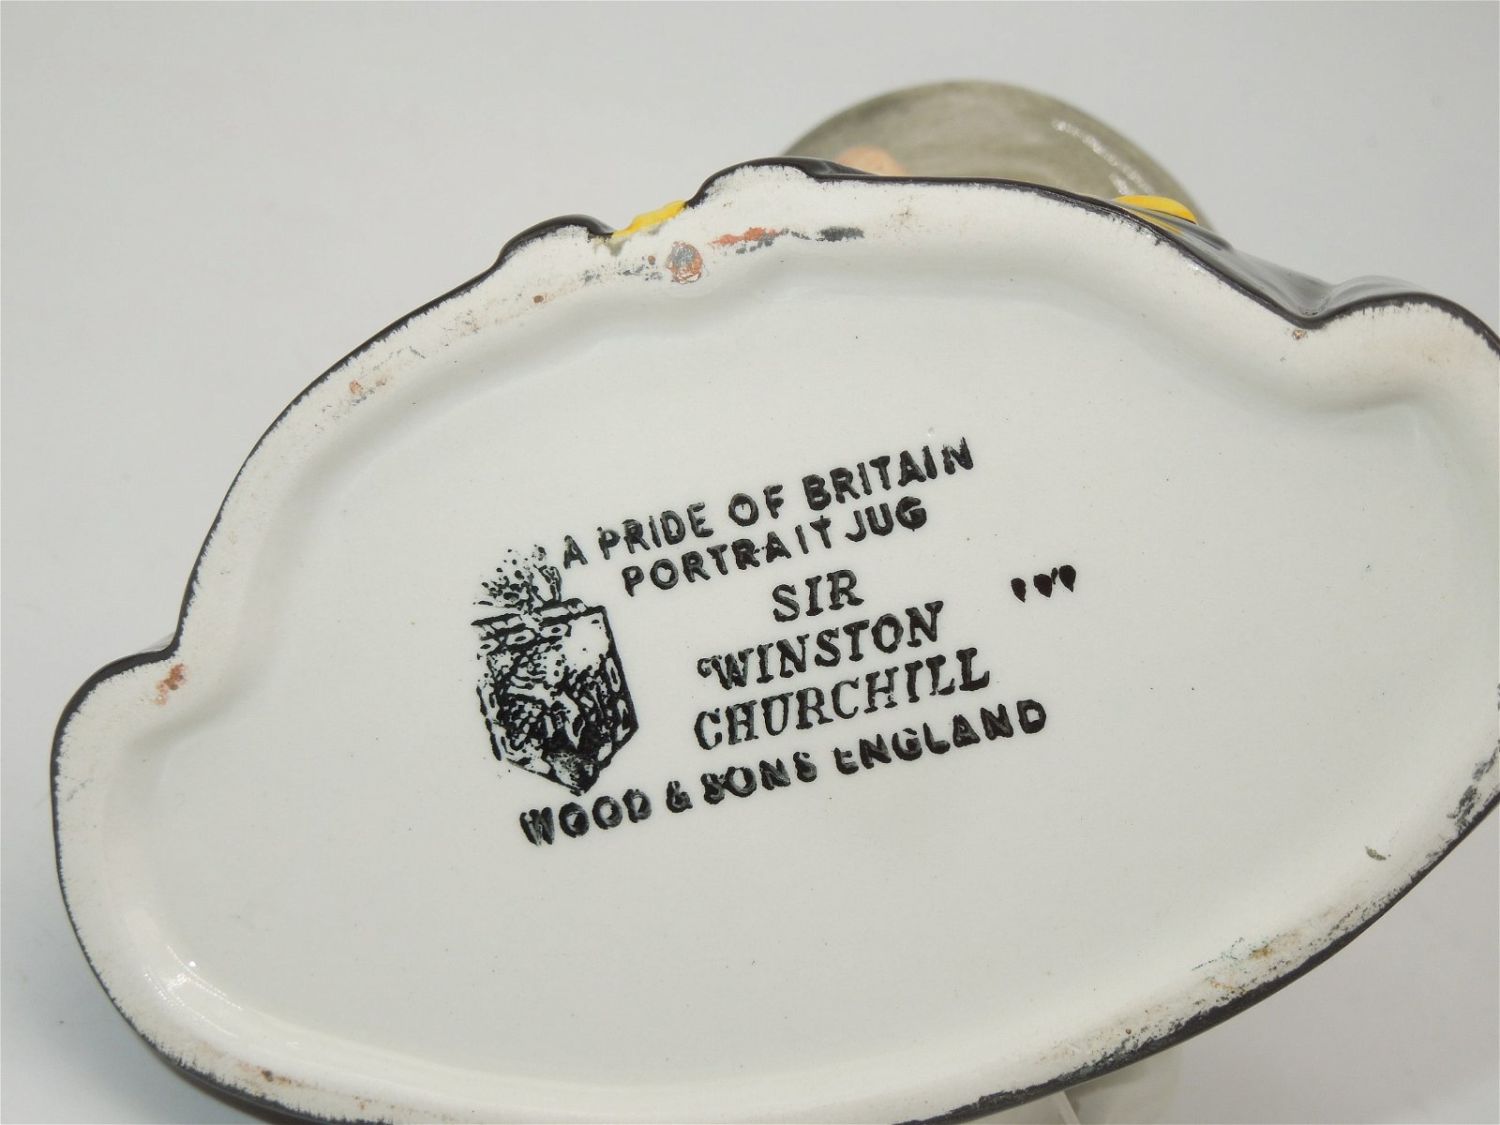 A PRIDE OF BRITAIN
PORTRAIT JUG
SIR
WINSTON
CHURCHILL
WOOD & SONS ENGLAND